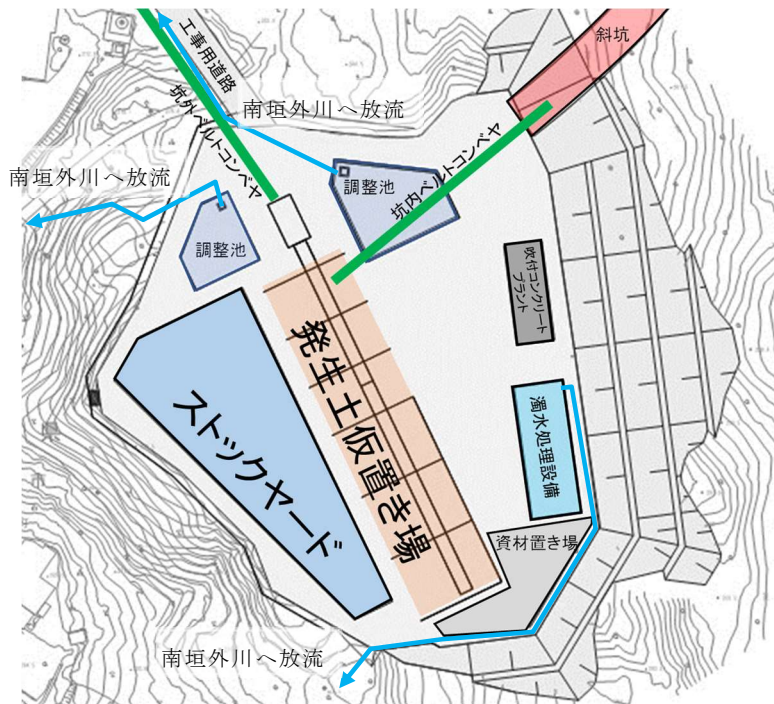 斜坑
工事用道路
坑外ベルトコンベヤ
南垣外川へ放流
南垣外川へ放流
調整池
坑内ベルトコンベヤ
調整池
吹付コンクリート
プラント
発生土仮置き場
ストックヤード
濁水処理設備
資材置き場
南垣外川へ放流